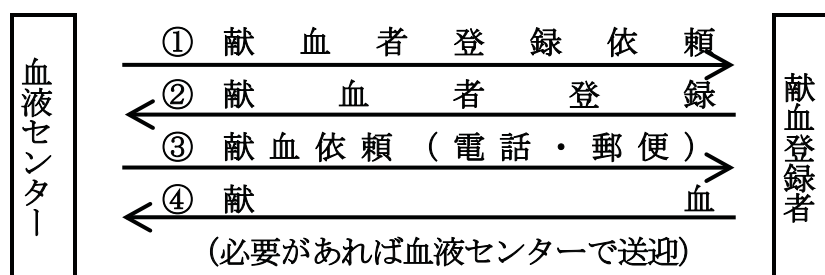 血液センター
① 献血者登録依頼
② 献血者登録
③ 献血依頼（電話・郵便）
④ 献血
(必要があれば血液センターで送迎)
献血登録者